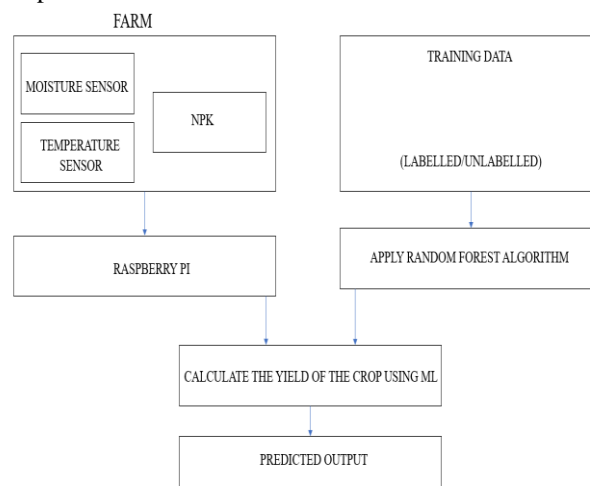 FARM
MOISTURE SENSOR
NPK
TEMPERATURE
SENSOR
TRAINING DATA
(LABELLED/UNLABELLED)
RASPBERRY PI
APPLY RANDOM FOREST ALGORITHM
CALCULATE THE YIELD OF THE CROP USING ML
PREDICTED OUTPUT